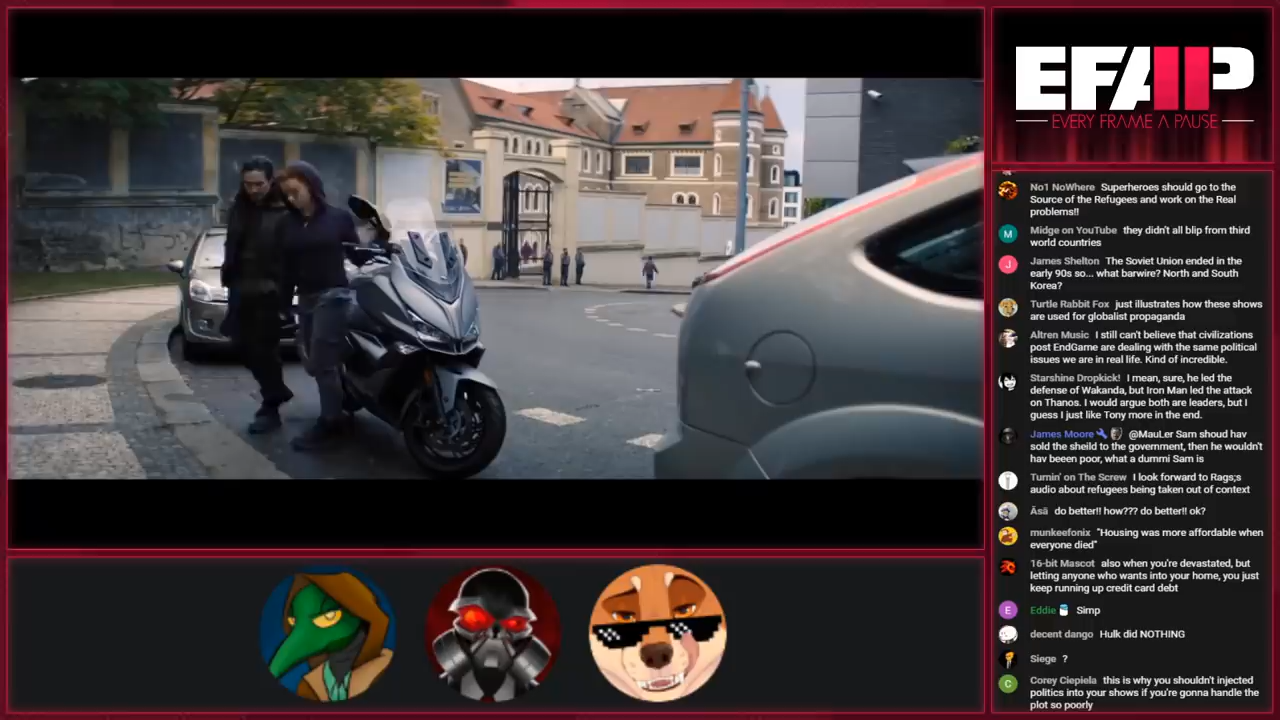 EFAP
EVERY FRAME A PAUSE
No1 NoWhere Superheroes should go to the
Source of the Refugees and work on the Real
problems!!
Midge on YouTube they didn't all blip from third
world countries
James Shelton The Soviet Union ended in the
early 90s so... what barwire? North and South
Korea?
Turtle Rabbit Fox just illustrates how these shows
are used for globalist propaganda
Altren Music I still can't believe that civilizations
post EndGame are dealing with the same political
issues we are in real life. Kind of incredible.
Starshine Dropkick! I mean, sure, he led the
defense of Wakanda, but Iron Man led the attack
on Thanos. I would argue both are leaders, but I
guess I just like Tony more in the end.
James Moore @MauLer Sam shoud hav
sold the sheild to the government, then he wouldn't
hav beeen poor, what a dummi Sam is
Turnin' on The Screw I look forward to Rags;s
audio about refugees being taken out of context
Äsä do better!! how??? do better!! ok?
munkeefonix "Housing was more affordable when
everyone died"
16-bit Mascot also when you're devastated, but
letting anyone who wants into your home, you just
keep running up credit card debt
Eddie Simp
decent dango Hulk did NOTHING
Siege ?
Corey Ciepiela this is why you shouldn't injected
politics into your shows if you're gonna handle the
plot so poorly